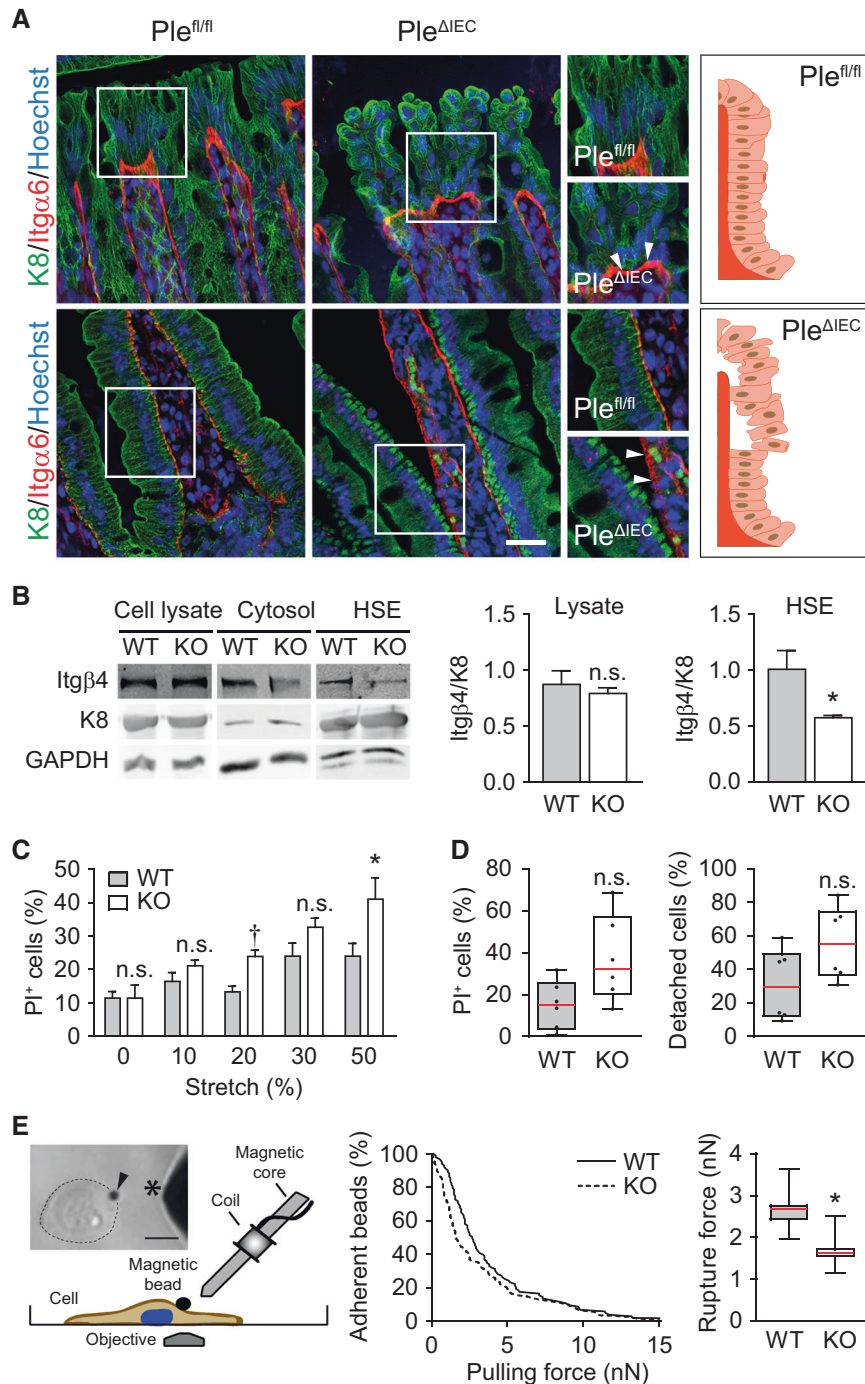 A
Ple^fl/fl
Ple^ΔIEC
K8/Itgα6/Hoechst
Ple^fl/fl
Ple^ΔIEC
Ple^fl/fl
K8/Itgα6/Hoechst
Ple^fl/fl
Ple^ΔIEC
Ple^ΔIEC
B
Cell lysate Cytosol HSE
WT KO WT KO WT KO
Itgβ4
K8
GAPDH
Lysate
Itgβ4/K8
1.5
1.0
0.5
0.0
n.s.
WT KO
HSE
Itgβ4/K8
1.5
1.0
0.5
0.0
*
WT KO
C
PI⁺ cells (%)
50
40
30
20
10
0
WT
KO
n.s. n.s. † n.s. *
0 10 20 30 50
Stretch (%)
D
PI⁺ cells (%)
80
60
40
20
0
n.s.
WT KO
Detached cells (%)
100
80
60
40
20
0
n.s.
WT KO
E
*
Magnetic
core
Coil
Magnetic
bead
Cell
Objective
Adherent beads (%)
100
80
60
40
20
0
WT
KO
0 5 10 15
Pulling force (nN)
Rupture force (nN)
4
3
2
1
0
*
WT KO